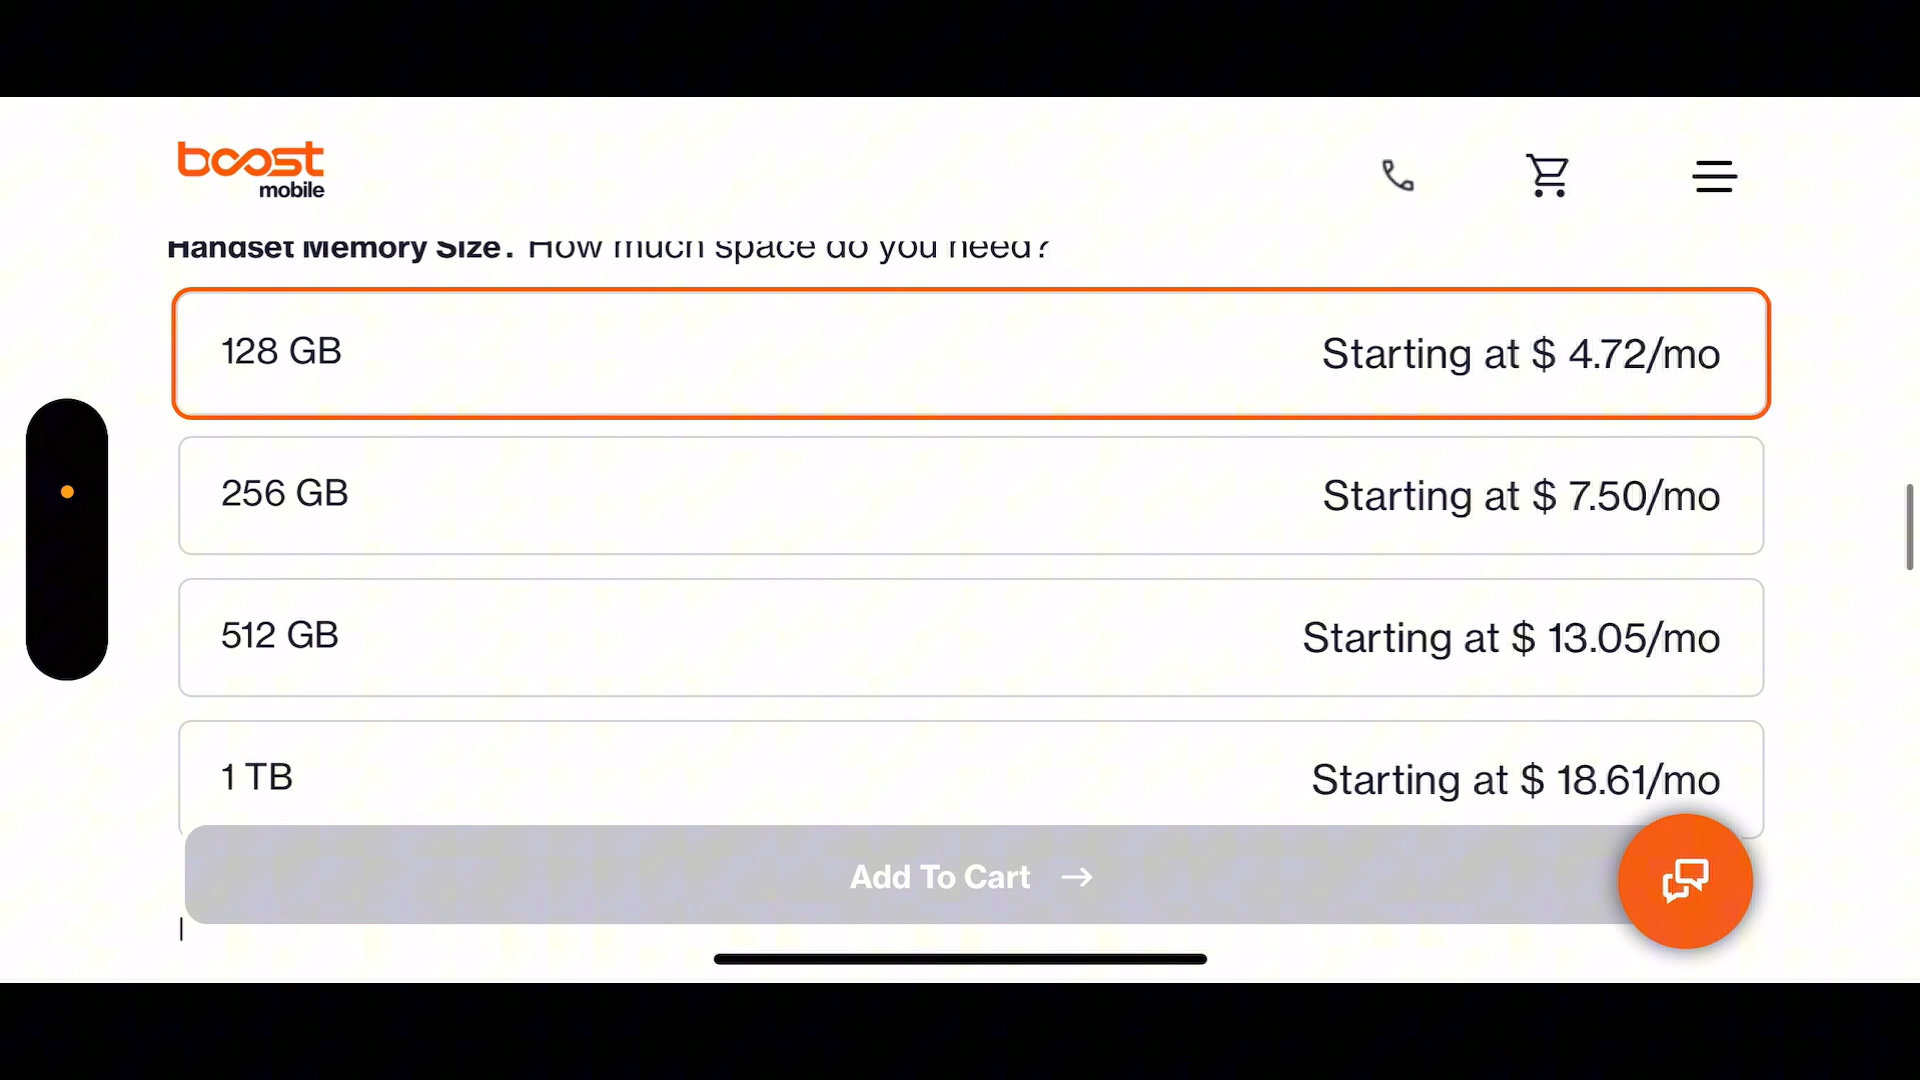 boost
mobile
Handset Memory Size. How much space do you need?
128 GB Starting at $ 4.72/mo
256 GB Starting at $ 7.50/mo
512 GB Starting at $ 13.05/mo
1 TB Starting at $ 18.61/mo
Add To Cart →